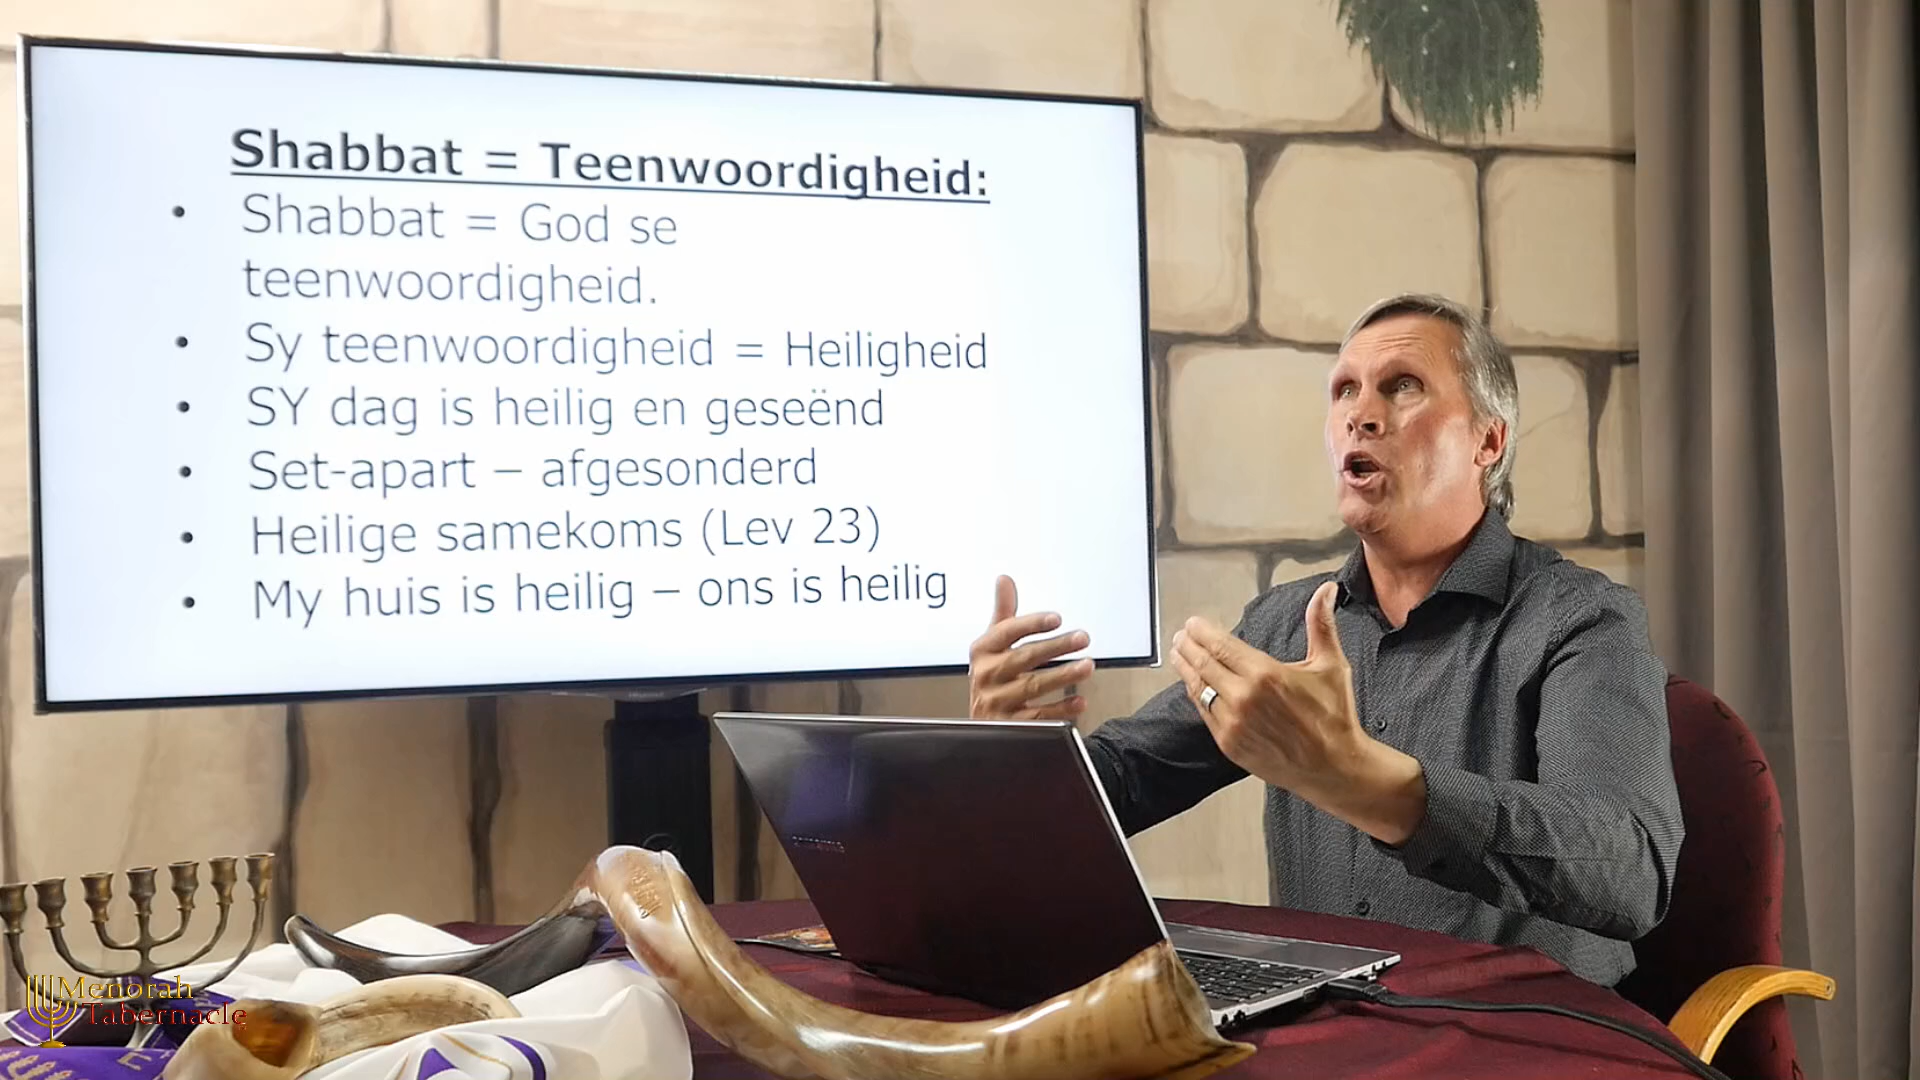 Shabbat = Teenwoordigheid:
• Shabbat = God se
teenwoordigheid.
• Sy teenwoordigheid = Heiligheid
• SY dag is heilig en geseënd
• Set-apart – afgesonderd
• Heilige samekoms (Lev 23)
• My huis is heilig – ons is heilig
Menorah
Tabernacle